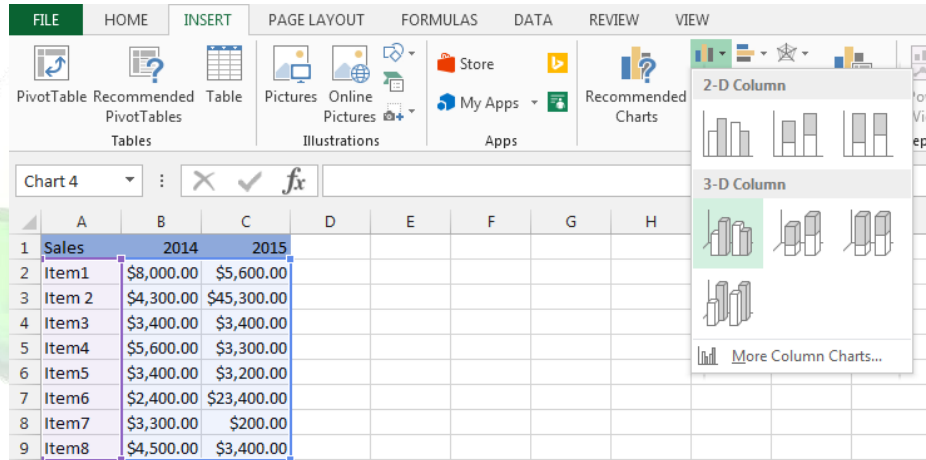 FILE HOME INSERT PAGE LAYOUT FORMULAS DATA REVIEW VIEW
PivotTable Recommended PivotTables Table
Tables
Pictures Online Pictures
Illustrations
Store
My Apps
Apps
Recommended Charts
2-D Column
3-D Column
More Column Charts...
Chart 4
fx
A B C D E F G H
1 Sales 2014 2015
2 Item1 $8,000.00 $5,600.00
3 Item 2 $4,300.00 $45,300.00
4 Item3 $3,400.00 $3,400.00
5 Item4 $5,600.00 $3,300.00
6 Item5 $3,400.00 $3,200.00
7 Item6 $2,400.00 $23,400.00
8 Item7 $3,300.00 $200.00
9 Item8 $4,500.00 $3,400.00